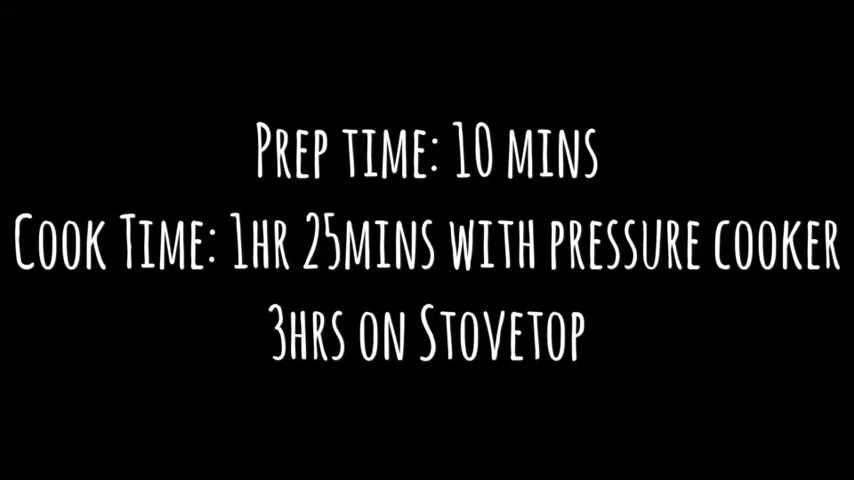 Prep time: 10 mins
Cook Time: 1hr 25mins with pressure cooker
3hrs on Stovetop